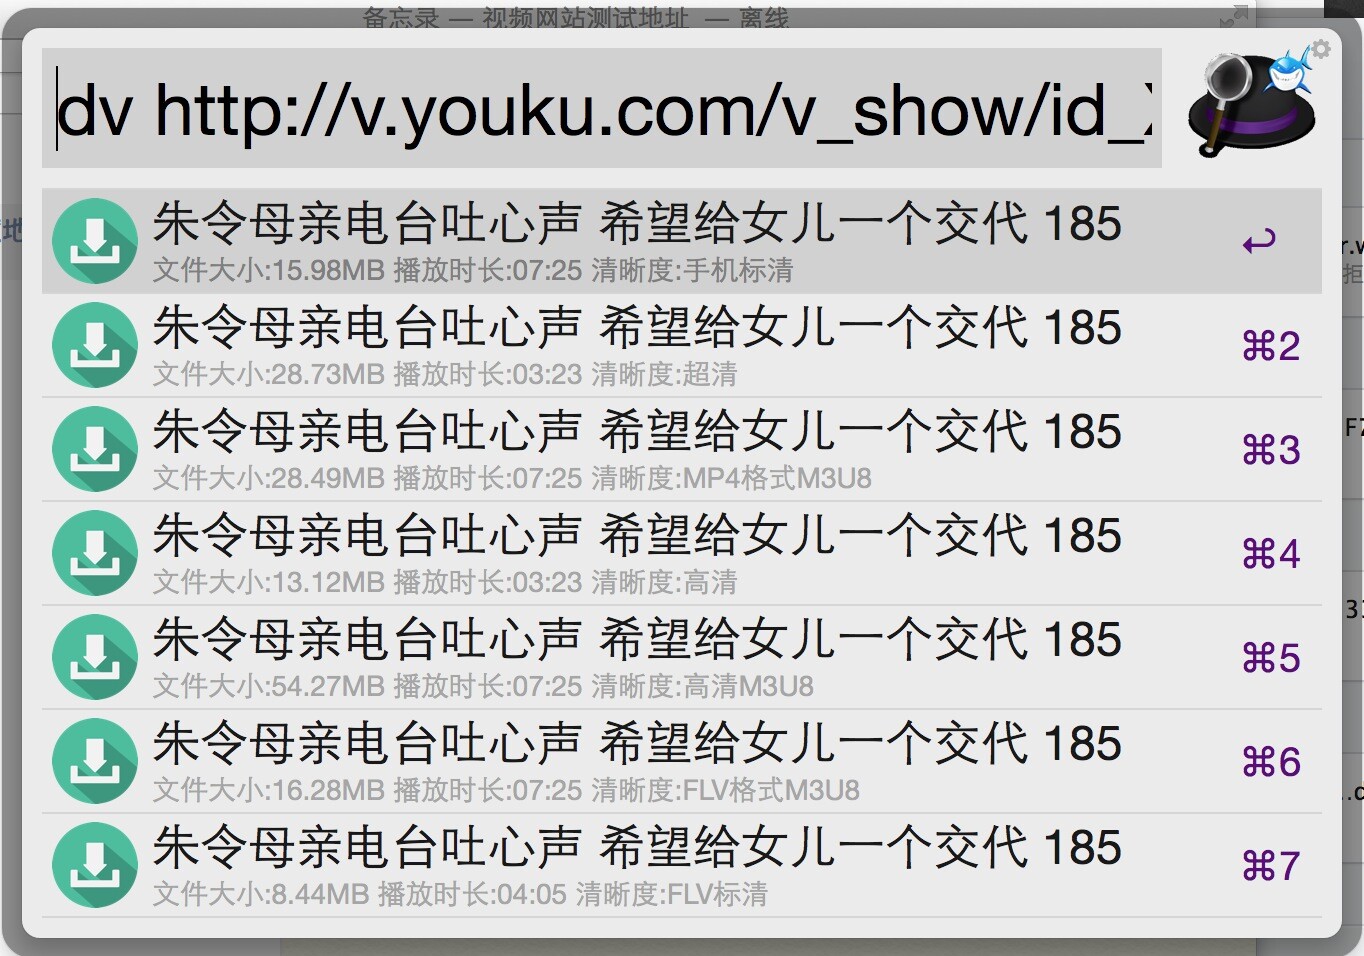 备忘录 — 视频网站测试地址 — 离线
dv http://v.youku.com/v_show/id_
朱令母亲电台吐心声 希望给女儿一个交代 185
文件大小:15.98MB 播放时长:07:25 清晰度:手机标清
朱令母亲电台吐心声 希望给女儿一个交代 185
文件大小:28.73MB 播放时长:03:23 清晰度:超清
⌘2
朱令母亲电台吐心声 希望给女儿一个交代 185
文件大小:28.49MB 播放时长:07:25 清晰度:MP4格式M3U8
⌘3
朱令母亲电台吐心声 希望给女儿一个交代 185
文件大小:13.12MB 播放时长:03:23 清晰度:高清
⌘4
朱令母亲电台吐心声 希望给女儿一个交代 185
文件大小:54.27MB 播放时长:07:25 清晰度:高清M3U8
⌘5
朱令母亲电台吐心声 希望给女儿一个交代 185
文件大小:16.28MB 播放时长:07:25 清晰度:FLV格式M3U8
⌘6
朱令母亲电台吐心声 希望给女儿一个交代 185
文件大小:8.44MB 播放时长:04:05 清晰度:FLV标清
⌘7